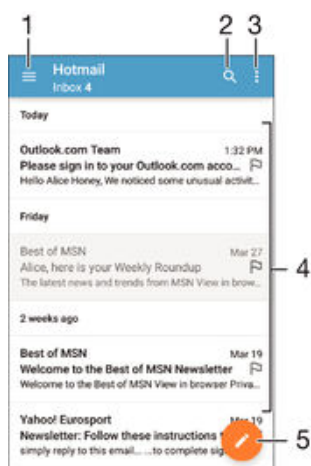 1 2 3
Hotmail
Inbox 4
Today
Outlook.com Team 1:32 PM
Please sign in to your Outlook.com acco...
Hello Alice Honey, We noticed some unusual activit...
Friday
Best of MSN Mar 27
Alice, here is your Weekly Roundup
The latest news and trends from MSN View in brow...
4
2 weeks ago
Best of MSN Mar 19
Welcome to the Best of MSN Newsletter
Welcome to the Best of MSN View in browser Priva...
Yahoo! Eurosport Mar 19
Newsletter: Follow these instructions
5
simply reply to this email... ...to complete